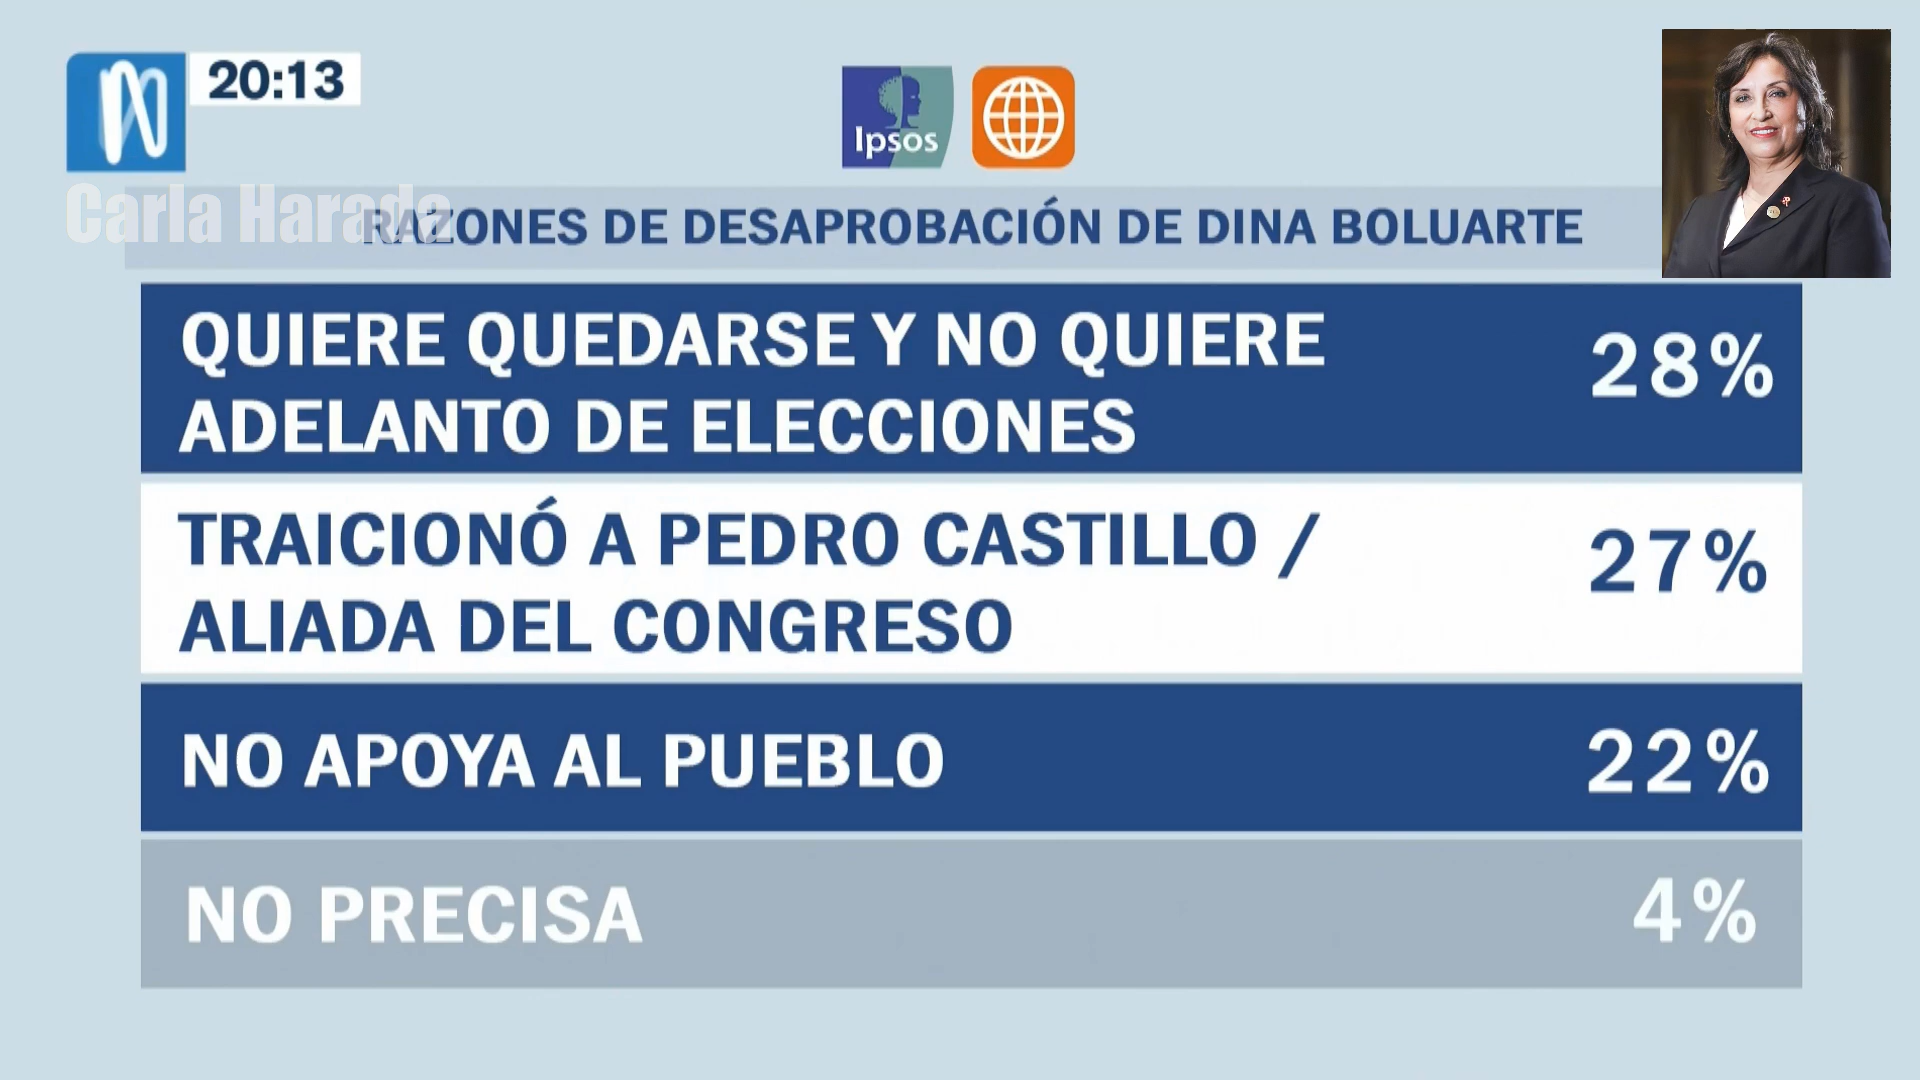 20:13
Ipsos
Carla Harada
RAZONES DE DESAPROBACIÓN DE DINA BOLUARTE
QUIERE QUEDARSE Y NO QUIERE 28%
ADELANTO DE ELECCIONES
TRAICIONÓ A PEDRO CASTILLO / 27%
ALIADA DEL CONGRESO
NO APOYA AL PUEBLO 22%
NO PRECISA 4%